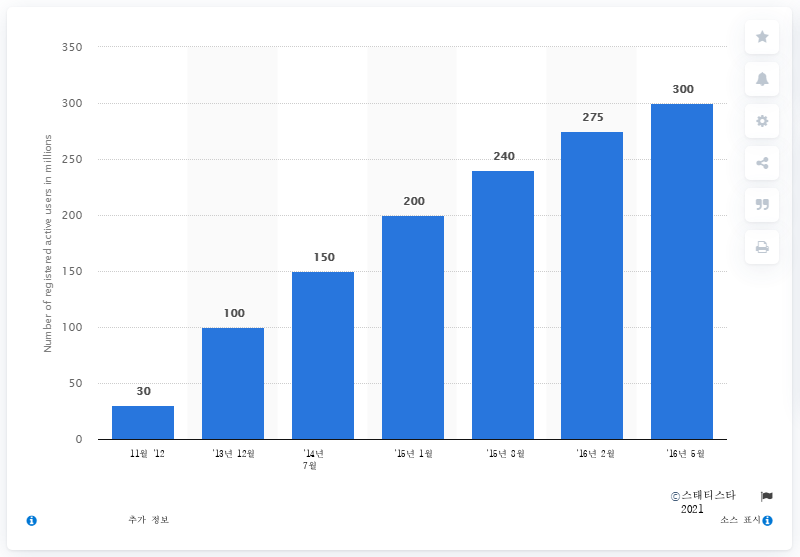 350
300
300
275
250
240
200
200
150
150
100
100
50
30
0
Number of registered active users in millions
11월 '12
'13년 12월
'14년
7월
'15년 1월
'15년 8월
'16년 2월
'16년 5월
©스태티스타
2021
추가 정보
소스 표시